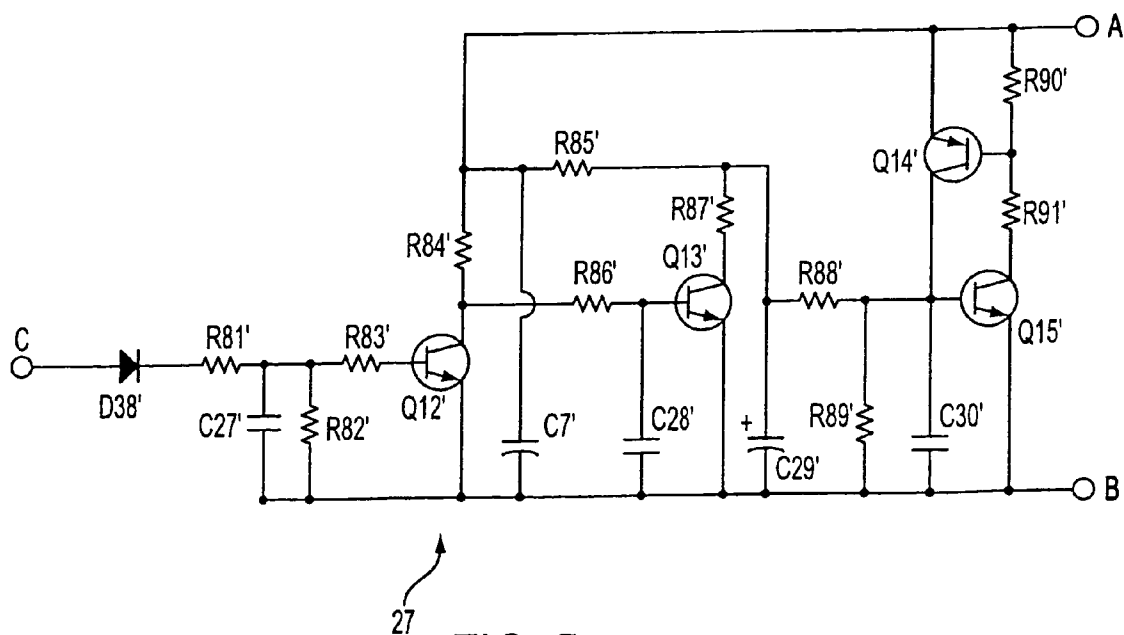 A
R90'
Q14'
R85'
R87'
R91'
R84'
Q13'
R86'
R88'
Q15'
C
R81'
R83'
D38'
Q12'
C27'
R82'
C7'
C28'
R89'
C30'
+
C29'
B
27